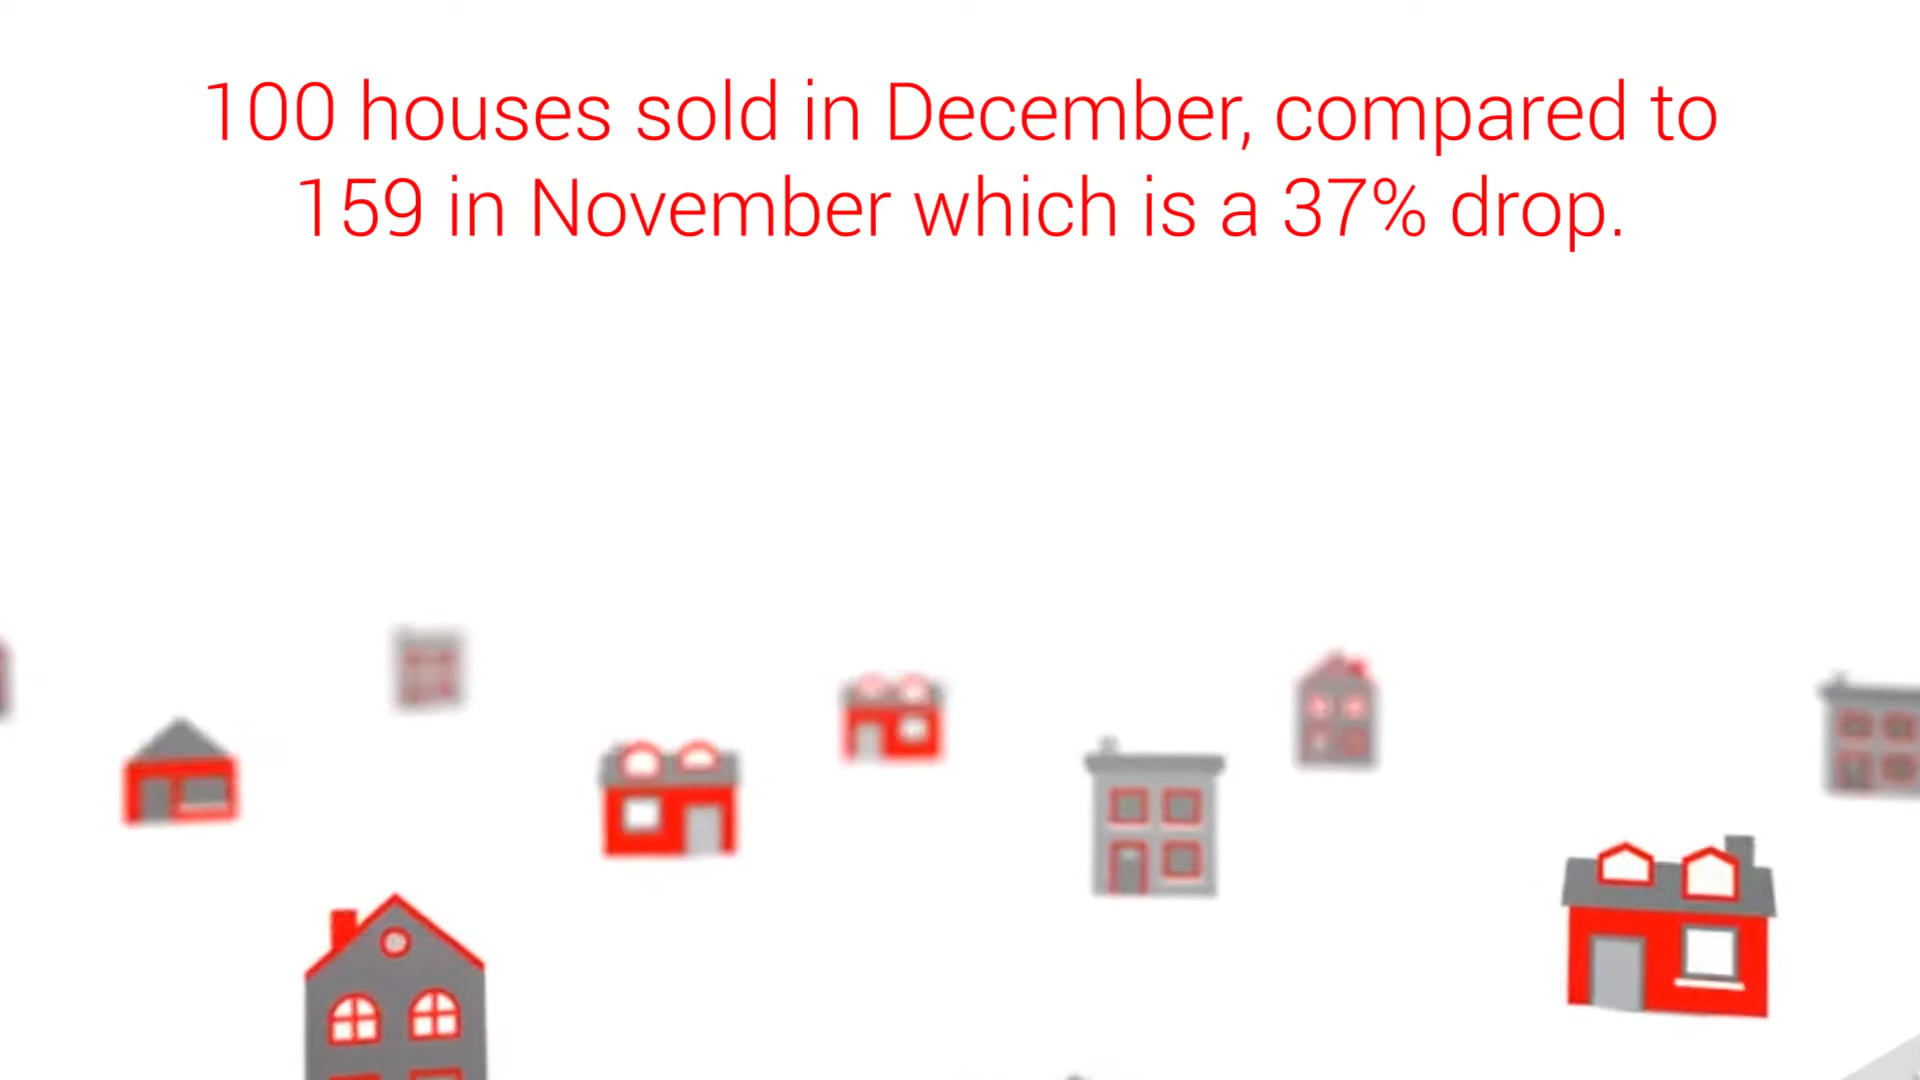 100 houses sold in December, compared to
159 in November which is a 37% drop.